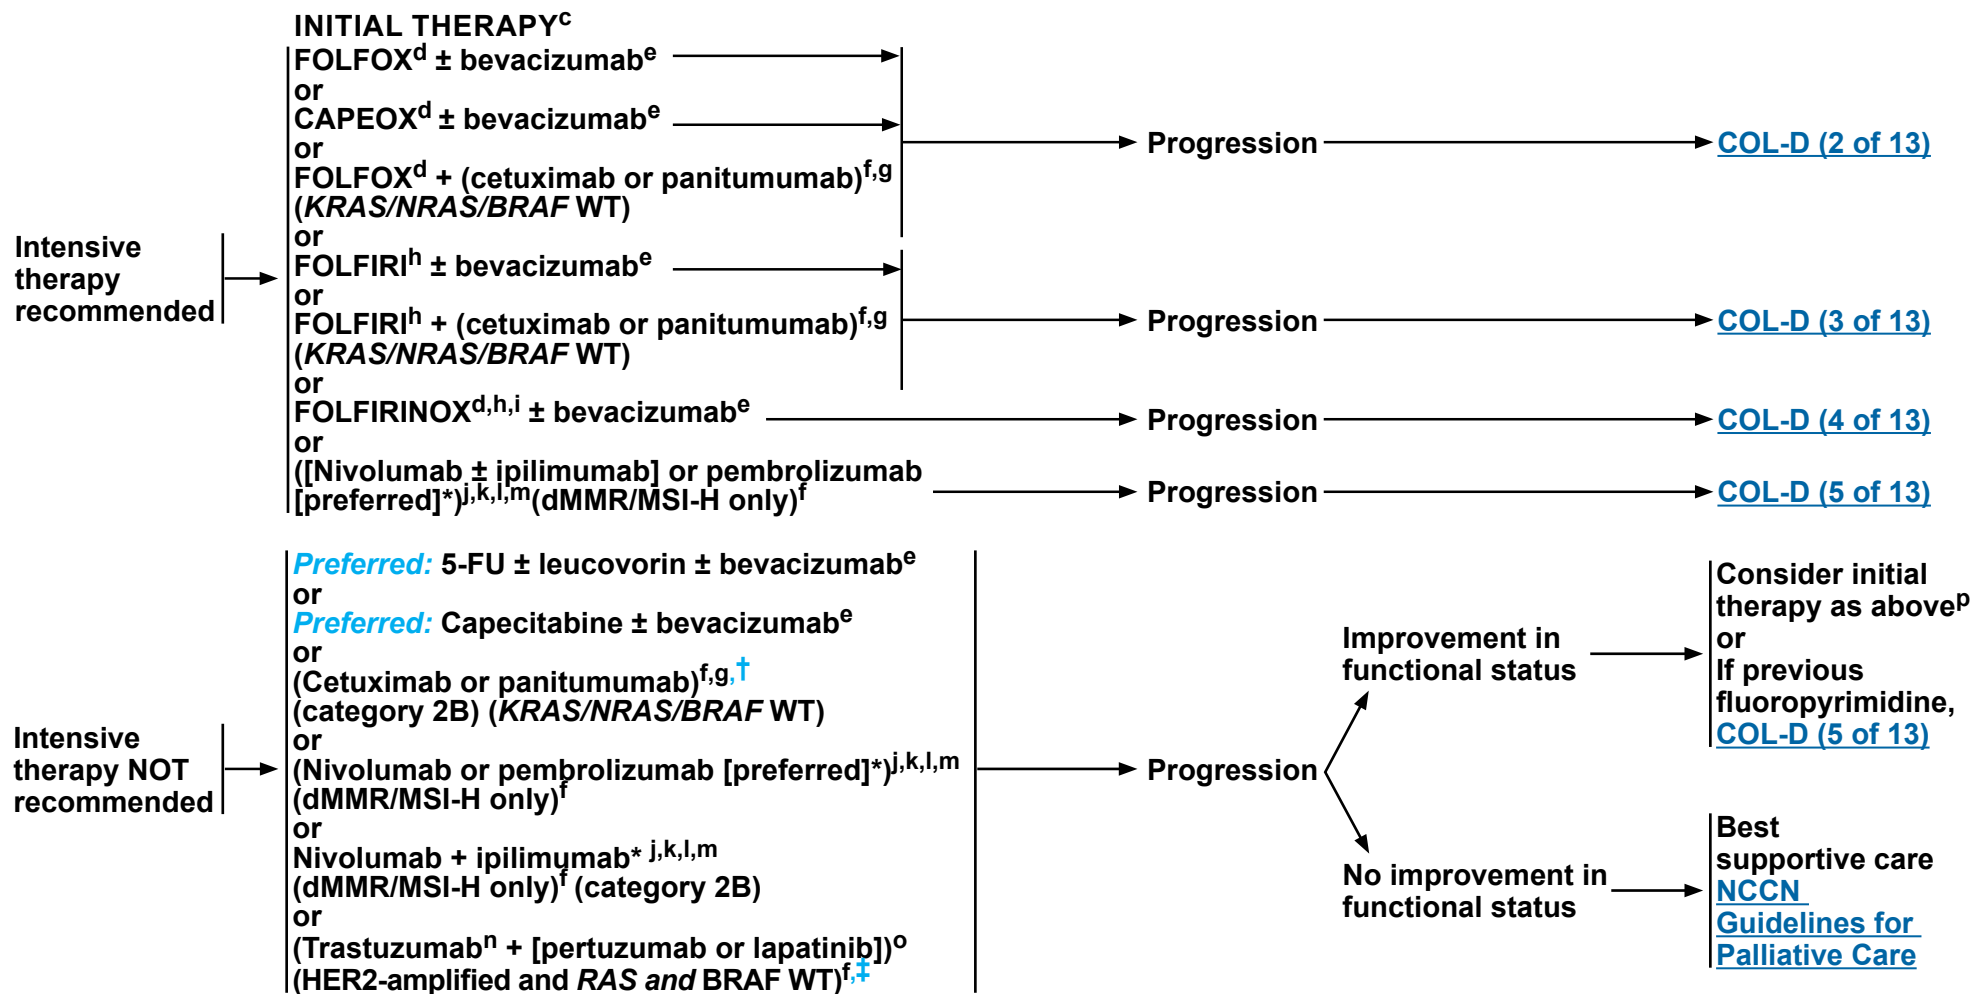 INITIAL THERAPYc
FOLFOXd ± bevacizumabe
or
CAPEOXd ± bevacizumabe
or
FOLFOXd + (cetuximab or panitumumab)f,g
(KRAS/NRAS/BRAF WT)
or
FOLFIRIh ± bevacizumabe
or
FOLFIRIh + (cetuximab or panitumumab)f,g
(KRAS/NRAS/BRAF WT)
or
FOLFIRINOXd,h,i ± bevacizumabe
or
([Nivolumab ± ipilimumab] or pembrolizumab
[preferred]*)j,k,l,m(dMMR/MSI-H only)f
Intensive
therapy
recommended
Progression
COL-D (2 of 13)
Progression
COL-D (3 of 13)
Progression
COL-D (4 of 13)
Progression
COL-D (5 of 13)
Intensive
therapy NOT
recommended
Preferred: 5-FU ± leucovorin ± bevacizumabe
or
Preferred: Capecitabine ± bevacizumabe
or
(Cetuximab or panitumumab)f,g,†
(category 2B) (KRAS/NRAS/BRAF WT)
or
(Nivolumab or pembrolizumab [preferred]*)j,k,l,m
(dMMR/MSI-H only)f
or
Nivolumab + ipilimumab* j,k,l,m
(dMMR/MSI-H only)f (category 2B)
or
(Trastuzumabn + [pertuzumab or lapatinib])o
(HER2-amplified and RAS and BRAF WT)f,‡
Progression
Improvement in
functional status
Consider initial
therapy as abovep
or
If previous
fluoropyrimidine,
COL-D (5 of 13)
No improvement in
functional status
Best
supportive care
NCCN
Guidelines for
Palliative Care